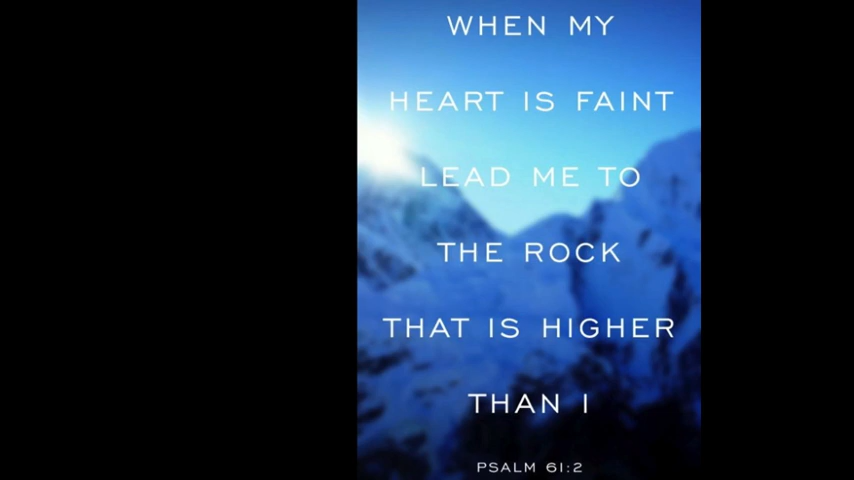 WHEN MY
HEART IS FAINT
LEAD ME TO
THE ROCK
THAT IS HIGHER
THAN I
PSALM 61:2